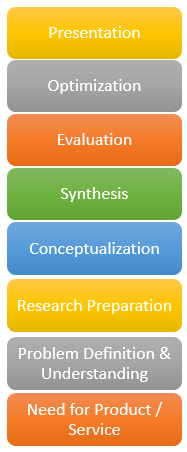 Presentation
Optimization
Evaluation
Synthesis
Conceptualization
Research Preparation
Problem Definition &
Understanding
Need for Product /
Service